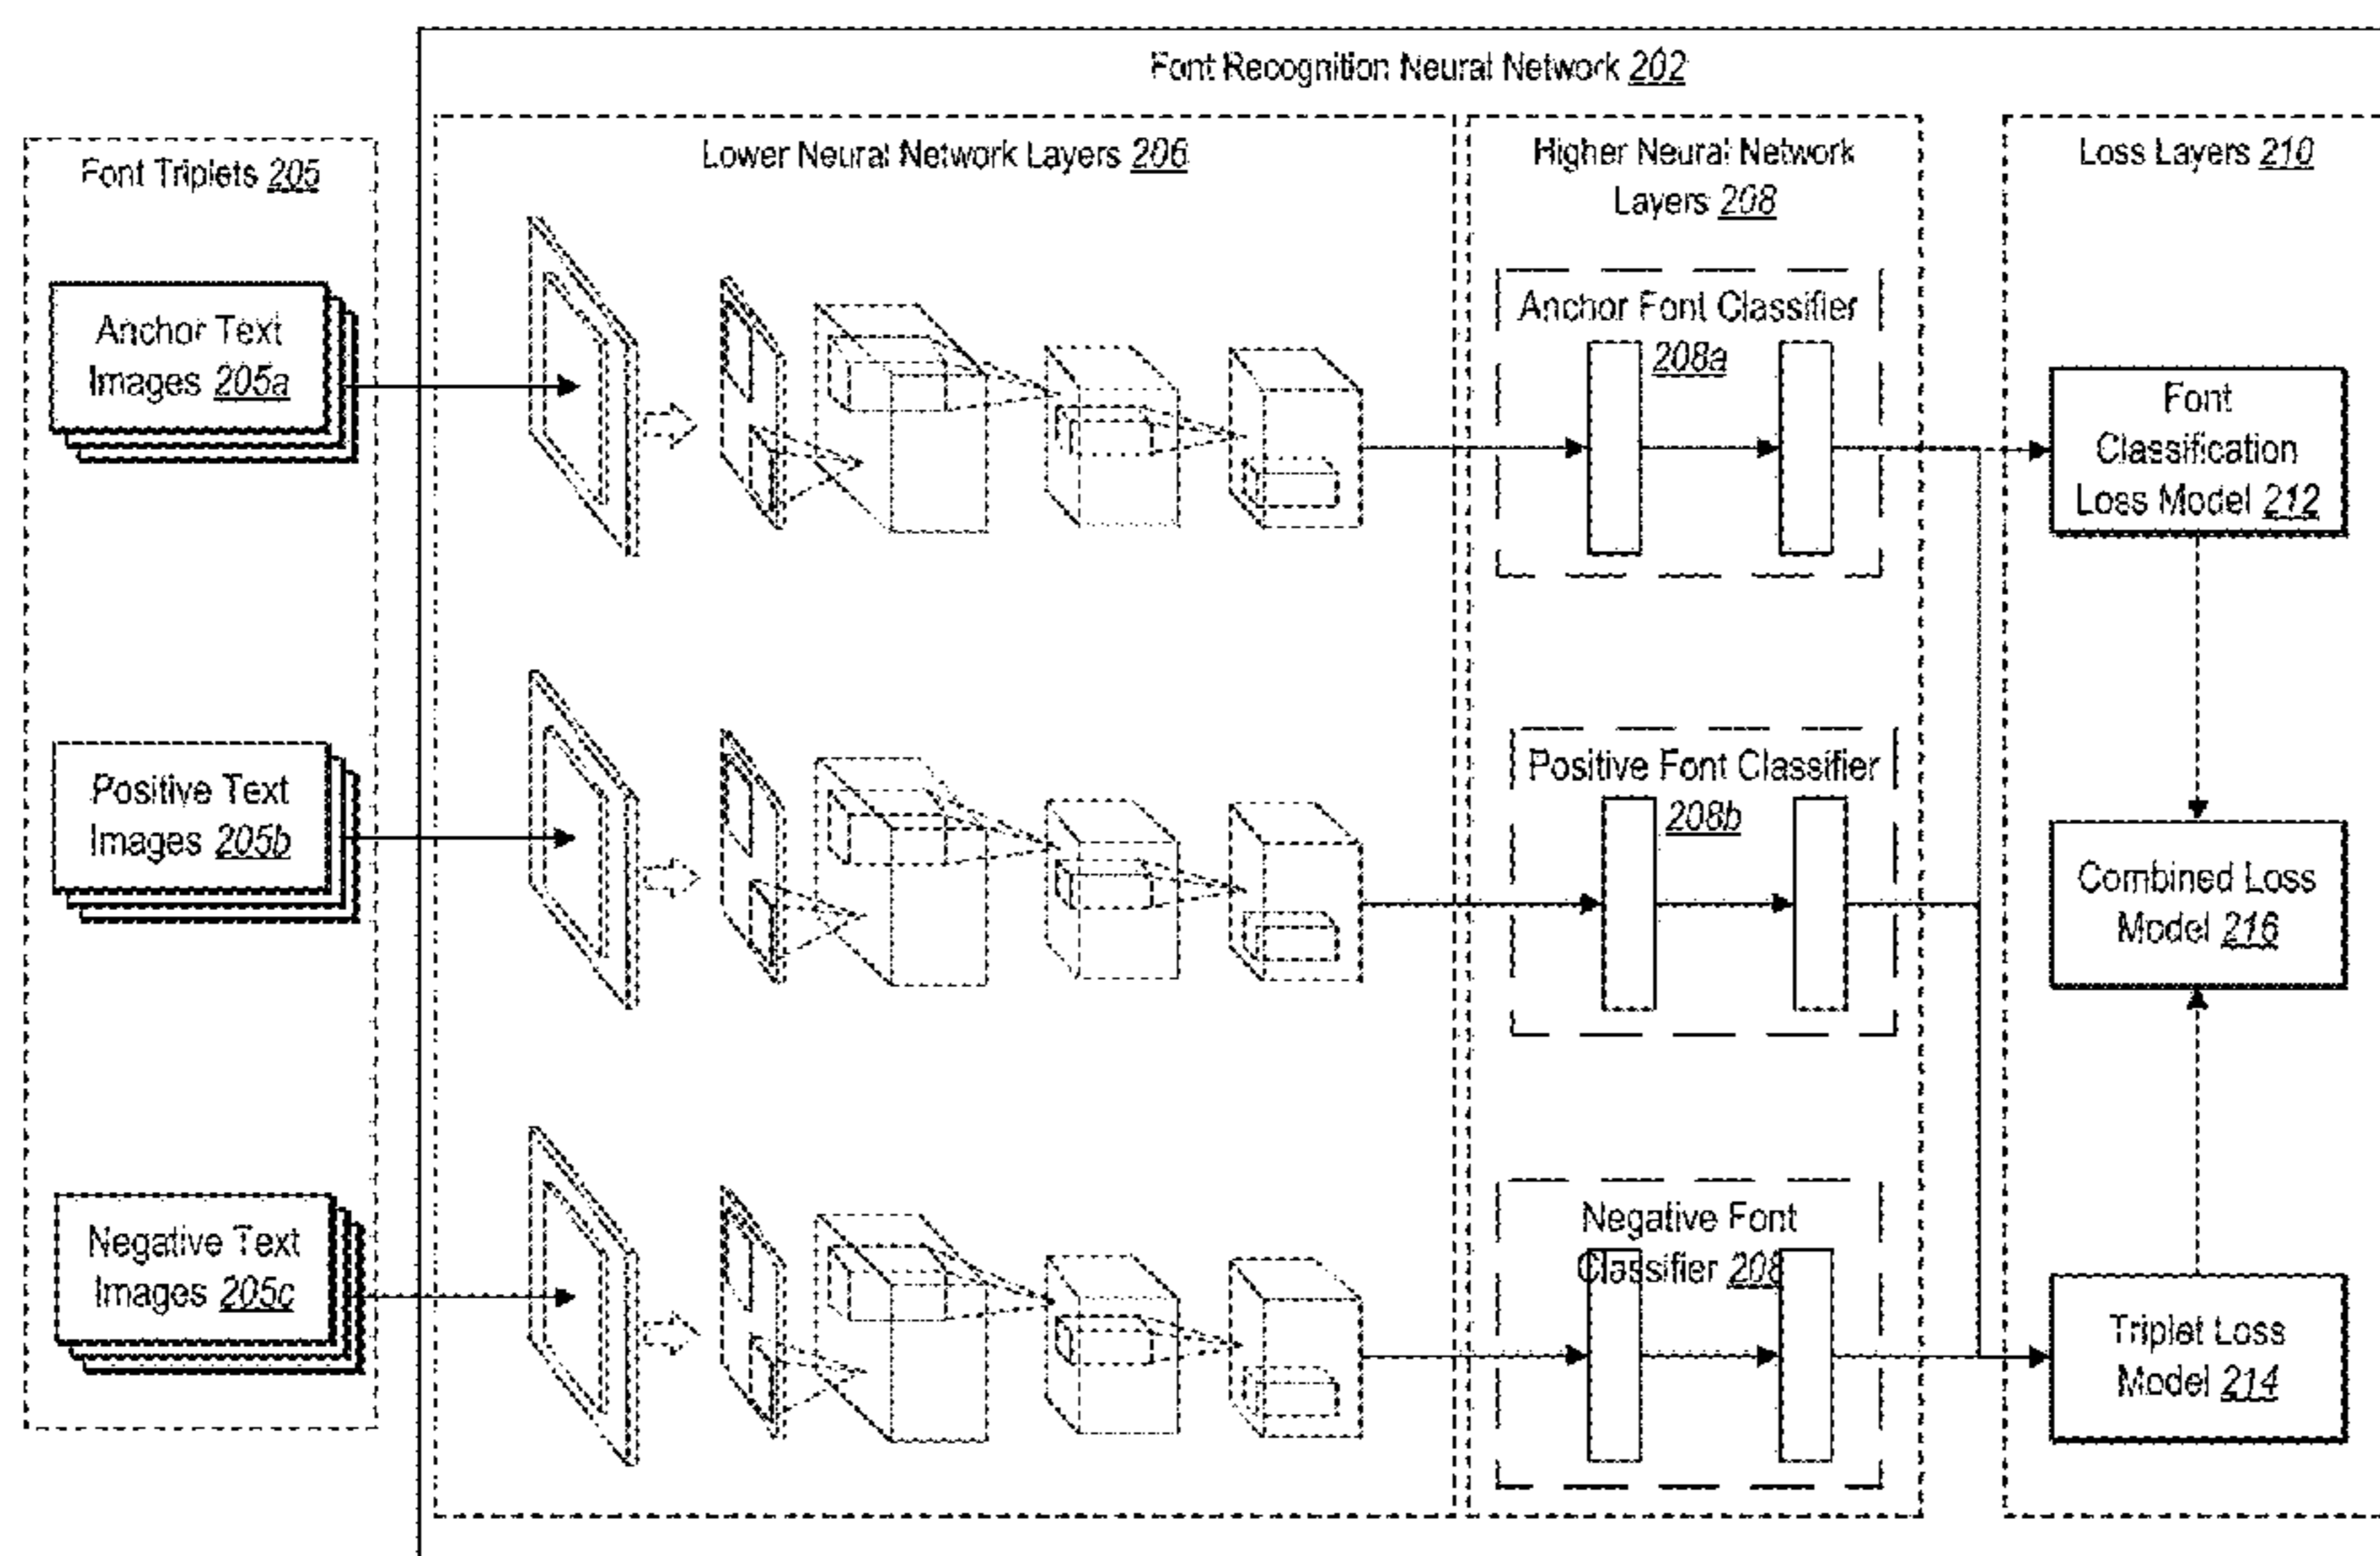 Font Recognition Neural Network 202
Font Triplets 205
Lower Neural Network Layers 206
Higher Neural Network
Layers 208
Loss Layers 210
Anchor Text
Images 205a
Anchor Font Classifier
208a
Font
Classification
Loss Model 212
Positive Text
Images 205b
Positive Font Classifier
208b
Combined Loss
Model 216
Negative Text
Images 205c
Negative Font
Classifier 208
Triplet Loss
Model 214